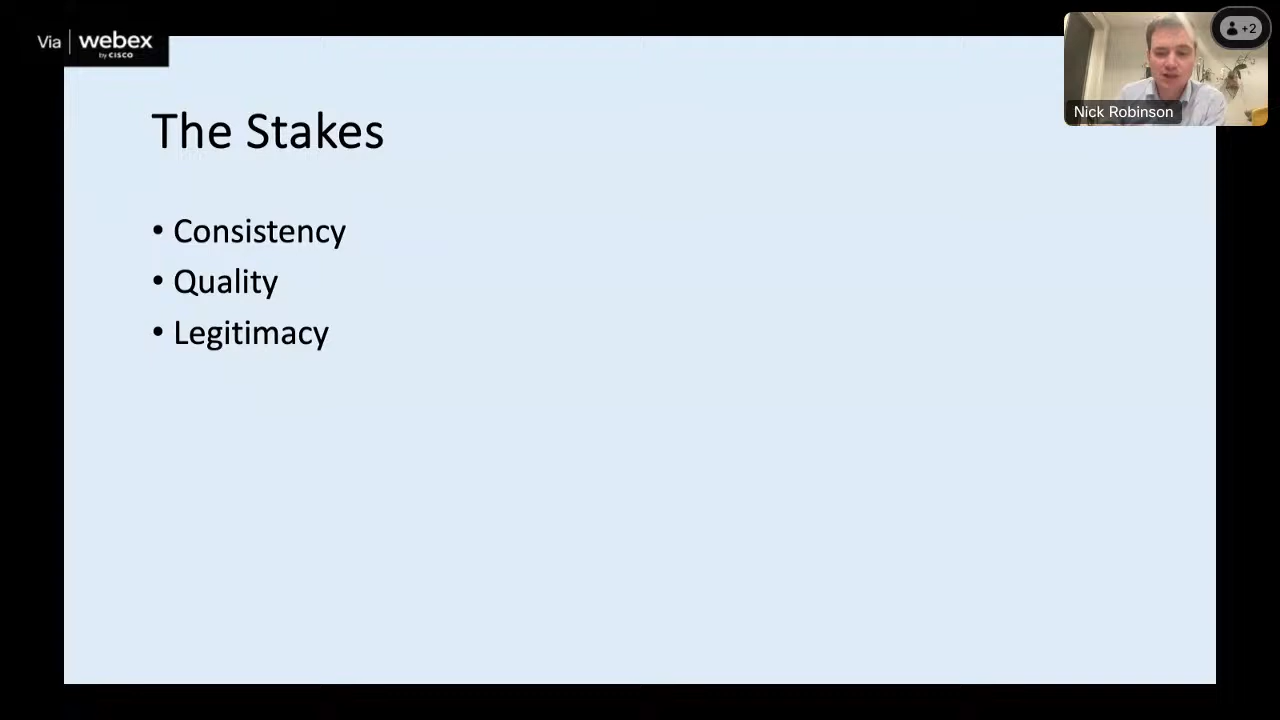 Via webex
by CISCO
+2
Nick Robinson
The Stakes
• Consistency
• Quality
• Legitimacy